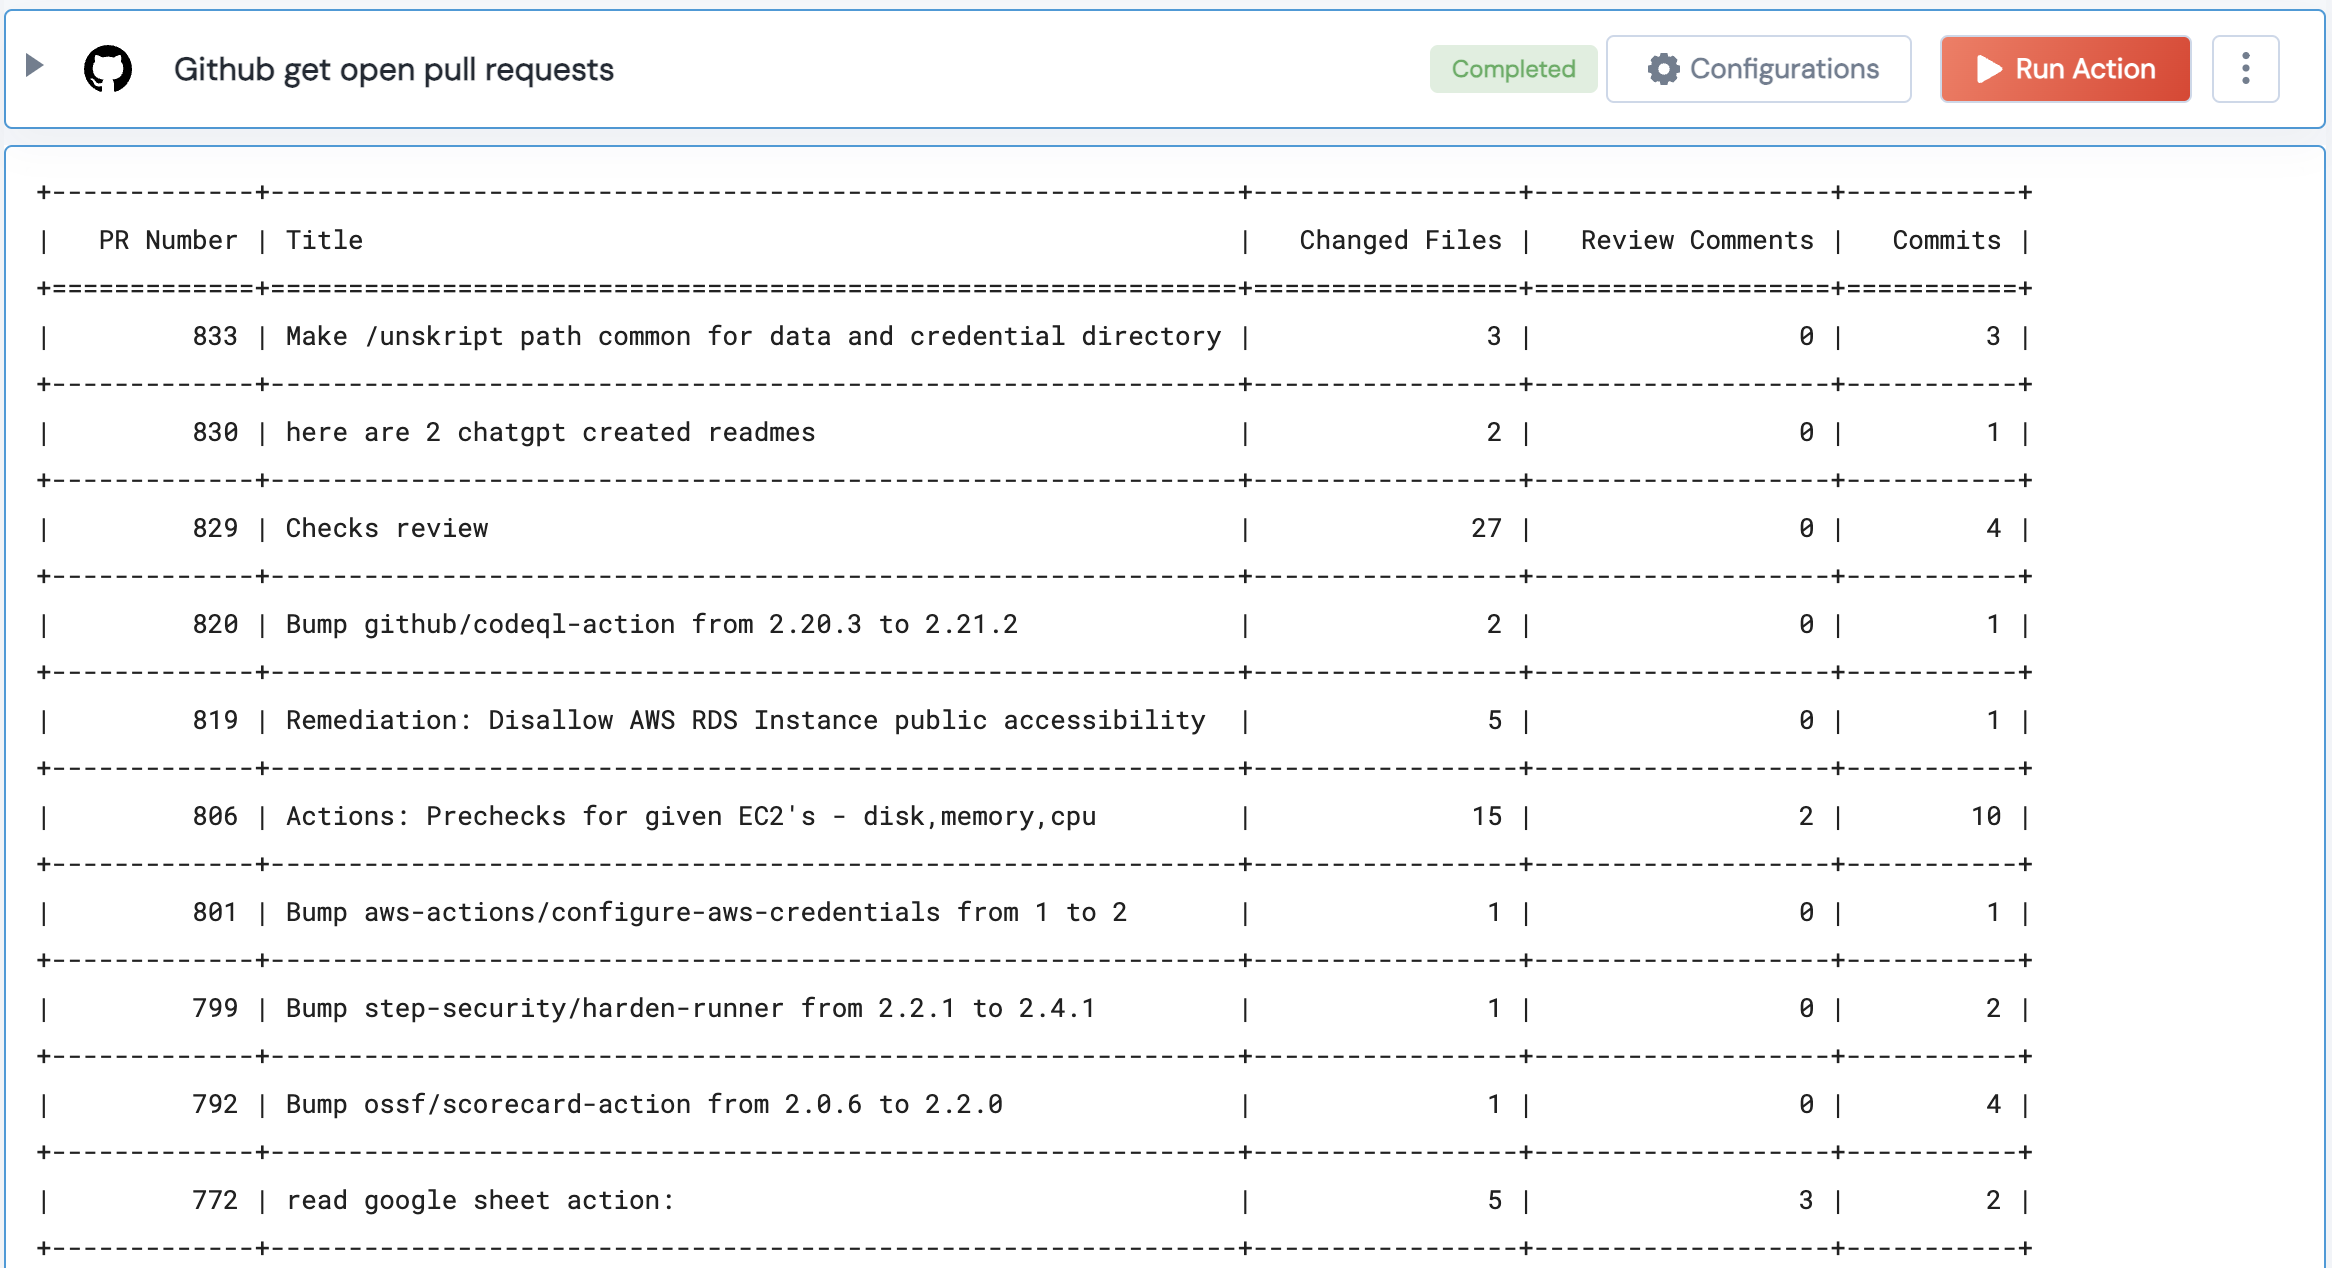 Github get open pull requests Completed Configurations Run Action
+-------------+--------------------------------------------------------------+-----------------+-------------------+-----------+
| PR Number | Title | Changed Files | Review Comments | Commits |
+=============+==============================================================+=================+===================+===========+
| 833 | Make /unskript path common for data and credential directory | 3 | 0 | 3 |
+-------------+--------------------------------------------------------------+-----------------+-------------------+-----------+
| 830 | here are 2 chatgpt created readmes | 2 | 0 | 1 |
+-------------+--------------------------------------------------------------+-----------------+-------------------+-----------+
| 829 | Checks review | 27 | 0 | 4 |
+-------------+--------------------------------------------------------------+-----------------+-------------------+-----------+
| 820 | Bump github/codeql-action from 2.20.3 to 2.21.2 | 2 | 0 | 1 |
+-------------+--------------------------------------------------------------+-----------------+-------------------+-----------+
| 819 | Remediation: Disallow AWS RDS Instance public accessibility | 5 | 0 | 1 |
+-------------+--------------------------------------------------------------+-----------------+-------------------+-----------+
| 806 | Actions: Prechecks for given EC2's - disk,memory,cpu | 15 | 2 | 10 |
+-------------+--------------------------------------------------------------+-----------------+-------------------+-----------+
| 801 | Bump aws-actions/configure-aws-credentials from 1 to 2 | 1 | 0 | 1 |
+-------------+--------------------------------------------------------------+-----------------+-------------------+-----------+
| 799 | Bump step-security/harden-runner from 2.2.1 to 2.4.1 | 1 | 0 | 2 |
+-------------+--------------------------------------------------------------+-----------------+-------------------+-----------+
| 792 | Bump ossf/scorecard-action from 2.0.6 to 2.2.0 | 1 | 0 | 4 |
+-------------+--------------------------------------------------------------+-----------------+-------------------+-----------+
| 772 | read google sheet action: | 5 | 3 | 2 |
+-------------+--------------------------------------------------------------+-----------------+-------------------+-----------+